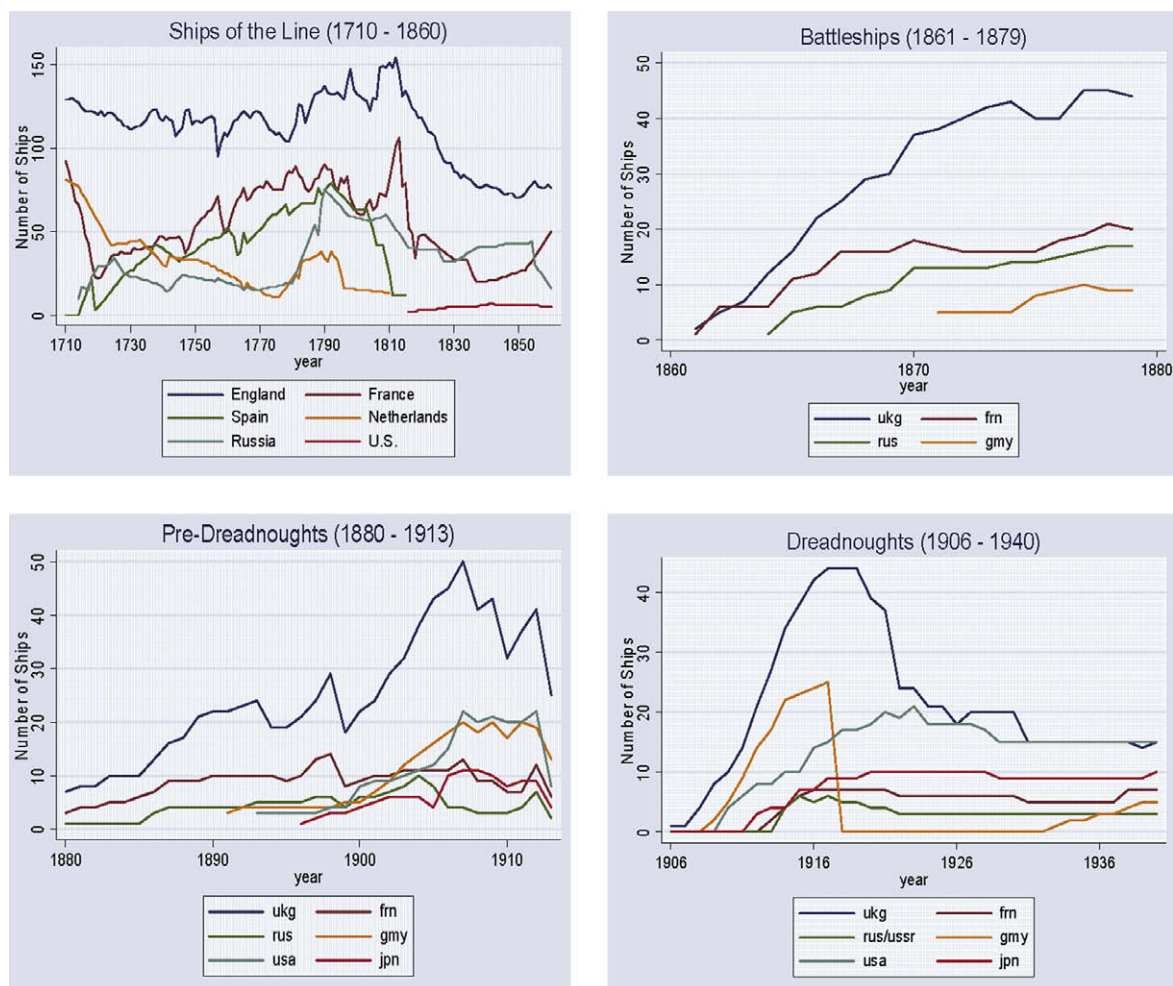 Ships of the Line (1710 - 1860)
Number of Ships
150
100
50
0
1710 1730 1750 1770 1790 1810 1830 1850
year
England France
Spain Netherlands
Russia U.S.
Battleships (1861 - 1879)
Number of Ships
50
40
30
20
10
0
1860 1870 1880
year
ukg frn
rus gmy
Pre-Dreadnoughts (1880 - 1913)
Number of Ships
50
40
30
20
10
0
1880 1890 1900 1910
year
ukg frn
rus gmy
usa jpn
Dreadnoughts (1906 - 1940)
Number of Ships
40
30
20
10
0
1906 1916 1926 1936
year
ukg frn
rus/ussr gmy
usa jpn